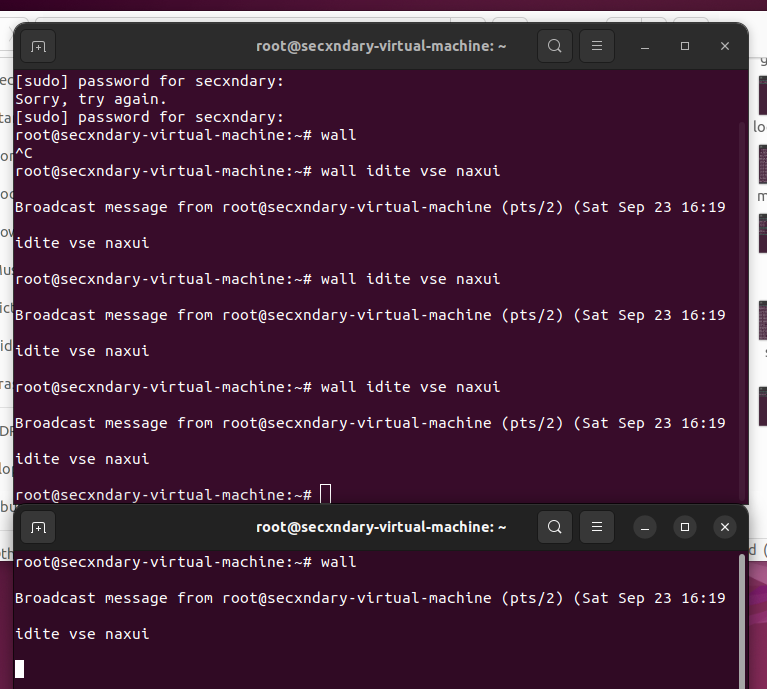 root@secxndary-virtual-machine: ~
[sudo] password for secxndary:
Sorry, try again.
[sudo] password for secxndary:
root@secxndary-virtual-machine:~# wall
^C
root@secxndary-virtual-machine:~# wall idite vse naxui
Broadcast message from root@secxndary-virtual-machine (pts/2) (Sat Sep 23 16:19
idite vse naxui
root@secxndary-virtual-machine:~# wall idite vse naxui
Broadcast message from root@secxndary-virtual-machine (pts/2) (Sat Sep 23 16:19
idite vse naxui
root@secxndary-virtual-machine:~# wall idite vse naxui
Broadcast message from root@secxndary-virtual-machine (pts/2) (Sat Sep 23 16:19
idite vse naxui
root@secxndary-virtual-machine:~#
root@secxndary-virtual-machine: ~
root@secxndary-virtual-machine:~# wall
Broadcast message from root@secxndary-virtual-machine (pts/2) (Sat Sep 23 16:19
idite vse naxui